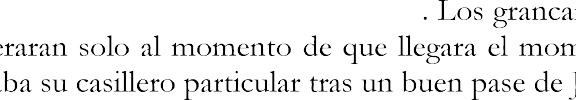 . Los granca
eraran solo al momento de que llegara el mom
aba su casillero particular tras un buen pase de J